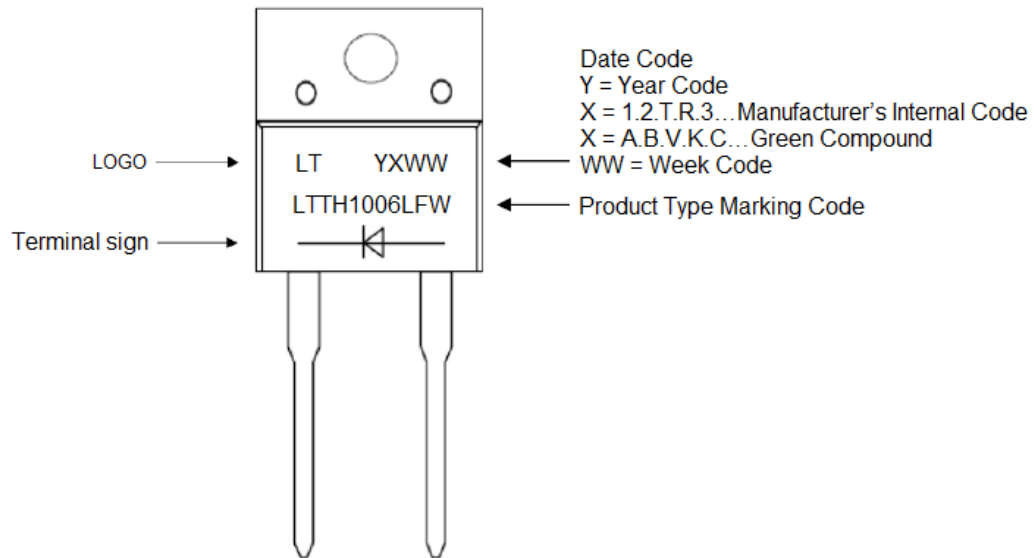 Date Code
Y = Year Code
X = 1.2.T.R.3...Manufacturer's Internal Code
X = A.B.V.K.C...Green Compound
WW = Week Code
LOGO
LT YXWW
LTTH1006LFW
Product Type Marking Code
Terminal sign